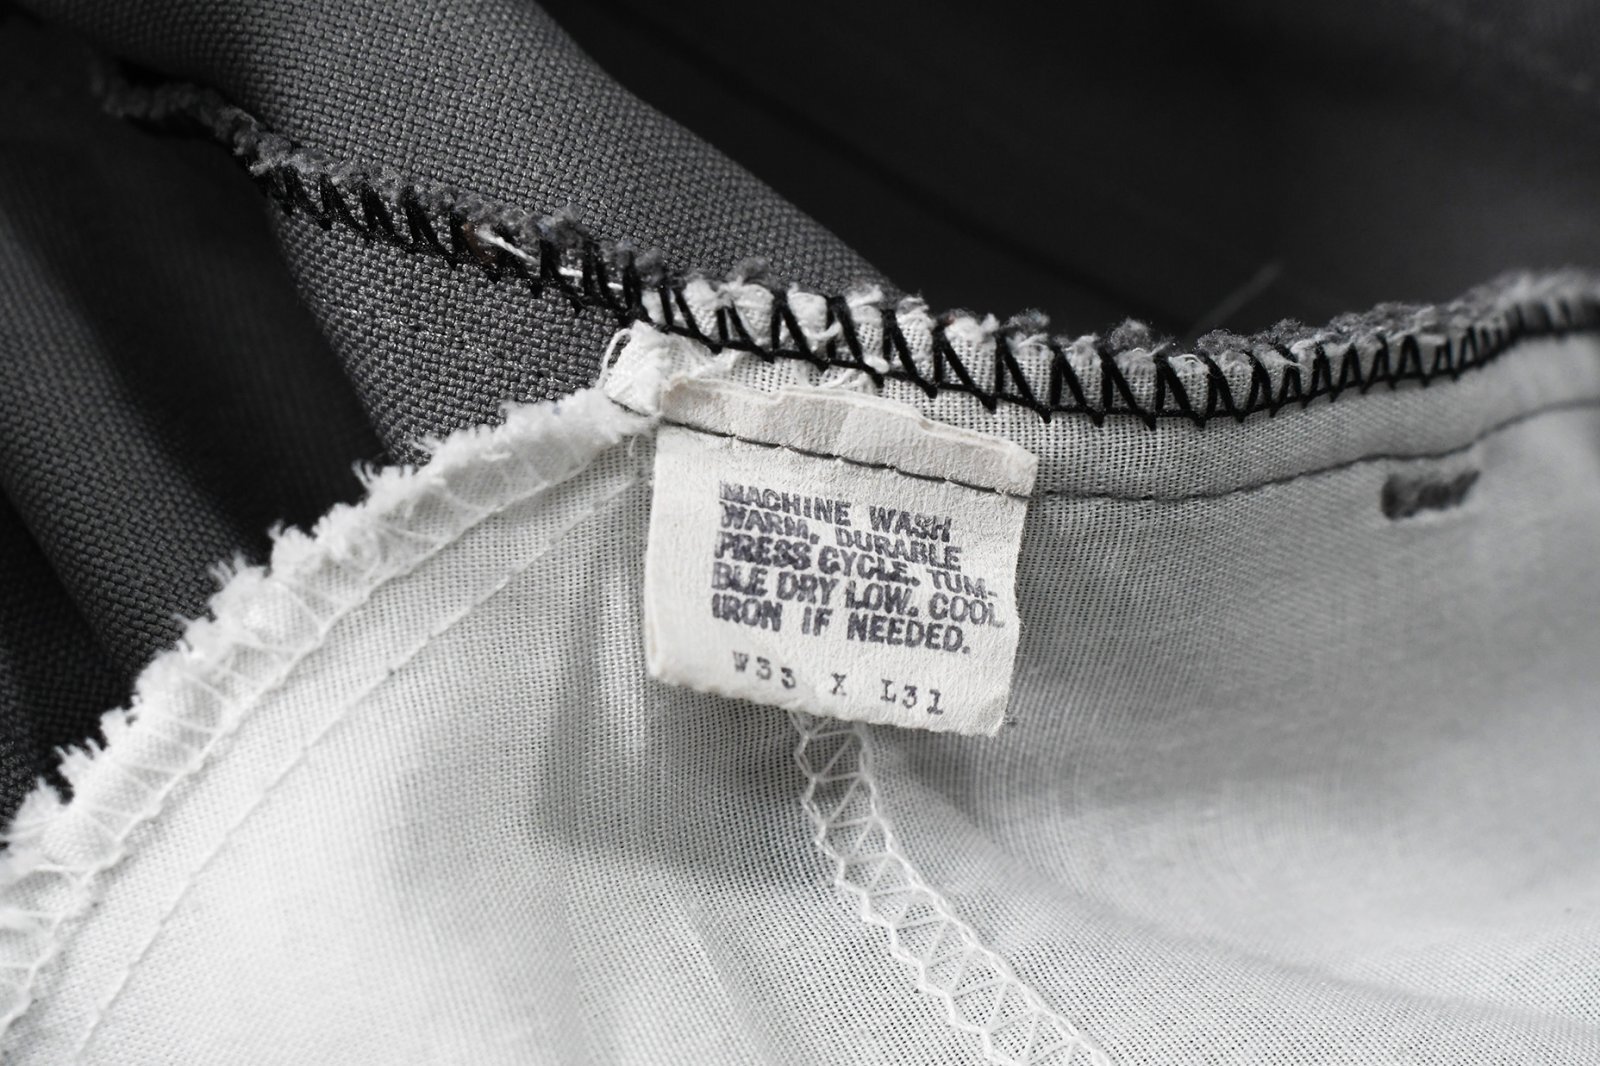 MACHINE WASH
WARM, DURABLE
PRESS CYCLE. TUM-
BLE DRY LOW. COOL
IRON IF NEEDED.
W33 X L31